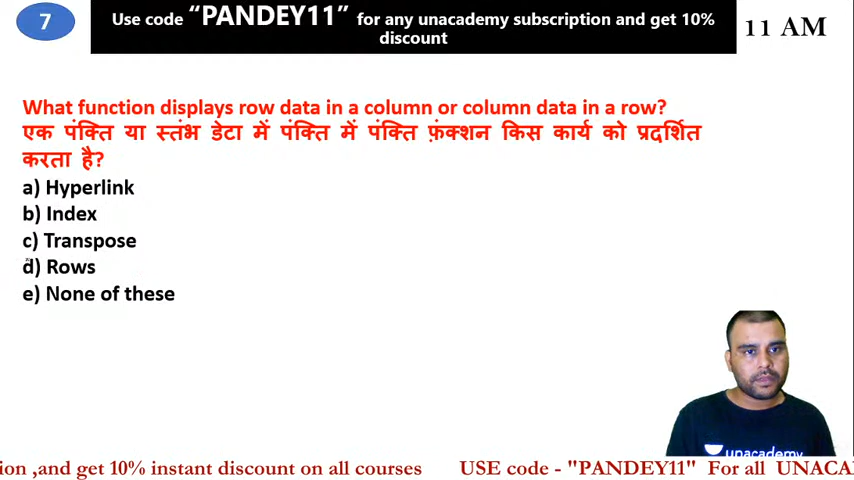 7
Use code “PANDEY11” for any unacademy subscription and get 10%
discount
11 AM
What function displays row data in a column or column data in a row?
एक पंक्ति या स्तंभ डेटा में पंक्ति में पंक्ति फ़ंक्शन किस कार्य को प्रदर्शित
करता है?
a) Hyperlink
b) Index
c) Transpose
d) Rows
e) None of these
unacademy
ion ,and get 10% instant discount on all courses USE code - "PANDEY11" For all UNACA